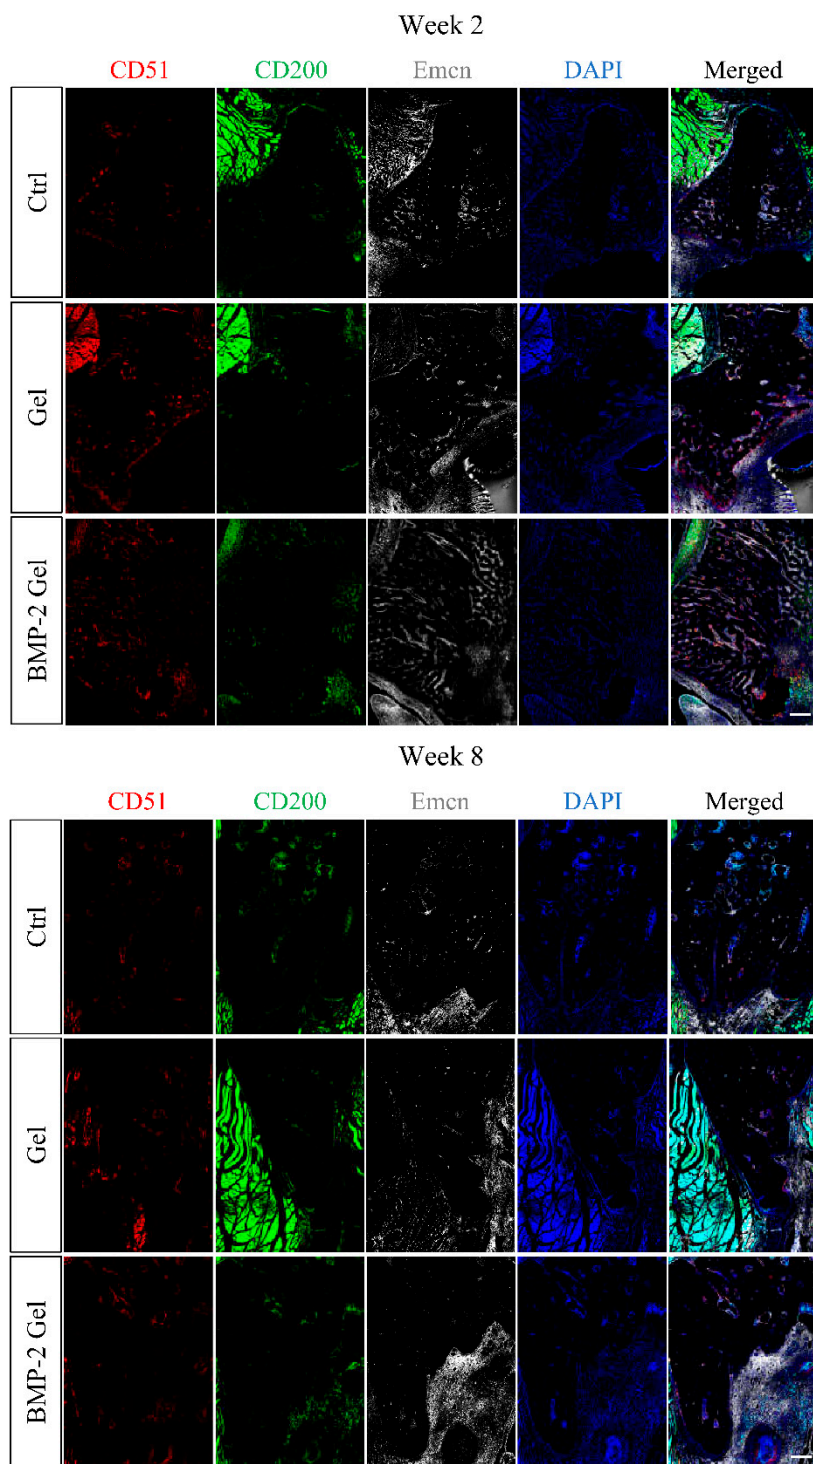 Week 2
CD51 CD200 Emcn DAPI Merged
Ctrl
Gel
BMP-2 Gel
Week 8
CD51 CD200 Emcn DAPI Merged
Ctrl
Gel
BMP-2 Gel